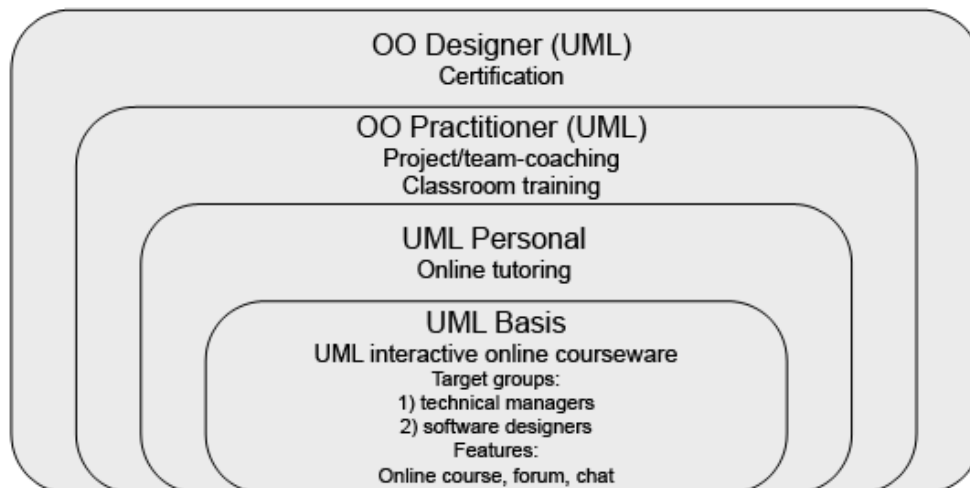 OO Designer (UML)
Certification
OO Practitioner (UML)
Project/team-coaching
Classroom training
UML Personal
Online tutoring
UML Basis
UML interactive online courseware
Target groups:
1) technical managers
2) software designers
Features:
Online course, forum, chat